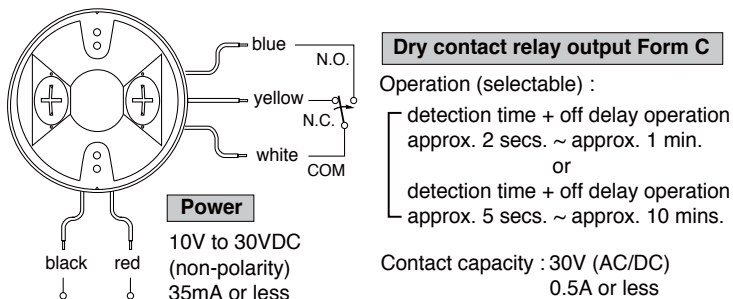 blue
N.O.
yellow
N.C.
white
COM
Power
10V to 30VDC
(non-polarity)
35mA or less
black
red
Dry contact relay output Form C
Operation (selectable) :
detection time + off delay operation
approx. 2 secs. ~ approx. 1 min.
or
detection time + off delay operation
approx. 5 secs. ~ approx. 10 mins.
Contact capacity : 30V (AC/DC)
0.5A or less